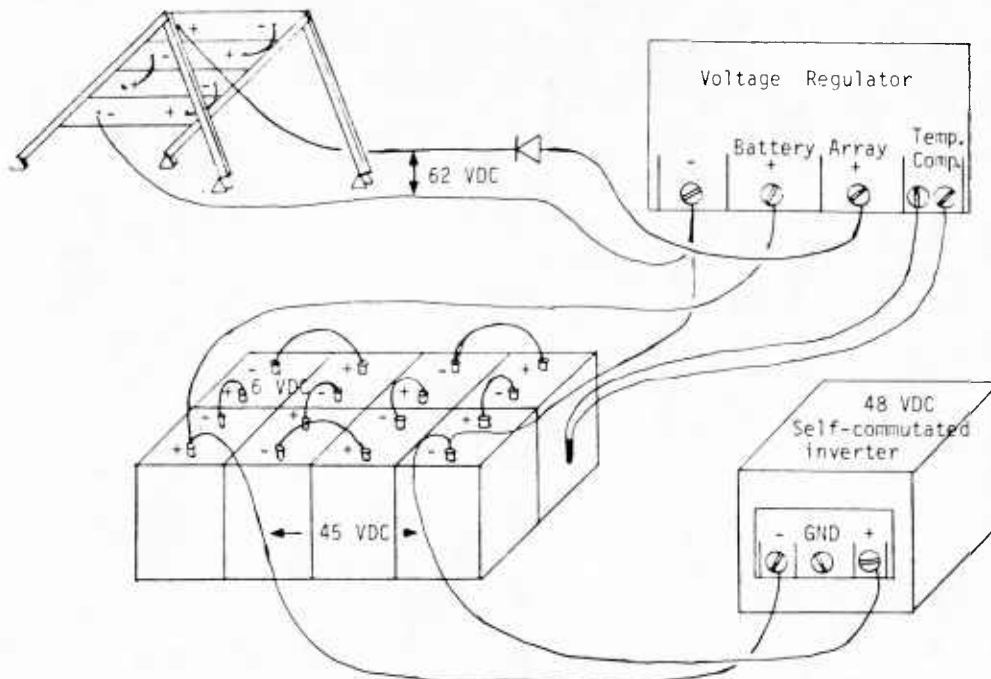 - +
+ -
- +
+ -
62 VDC
Voltage Regulator
- Battery + Array + Temp. Comp.
- + - +
- 6 VDC + - + - + -
- + - +
+ - + -
45 VDC
48 VDC
Self-commutated
inverter
- GND +